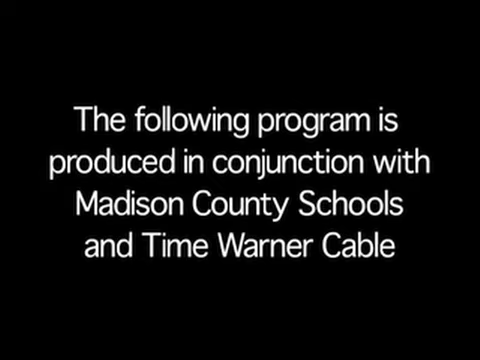 The following program is
produced in conjunction with
Madison County Schools
and Time Warner Cable